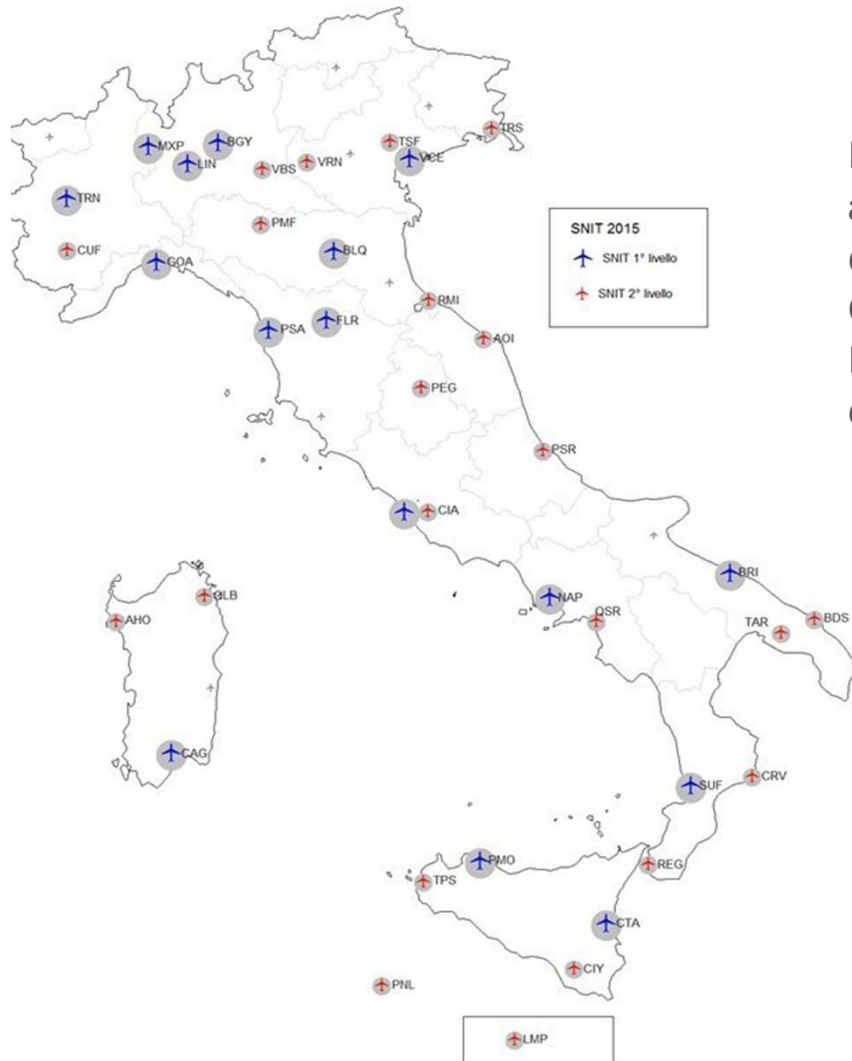 TRS
BGY
MXP
TSF
VCE
LIN
VRN
VBS
TRN
PMF
SNIT 2015
CUF
BLQ
SNIT 1° livello
GOA
SNIT 2° livello
RMI
FLR
PSA
AOI
PEG
PSR
CIA
BRI
OLB
NAP
QSR
AHO
BDS
TAR
CAG
CRV
SUF
PMO
REG
TPS
CTA
CIY
PNL
LMP